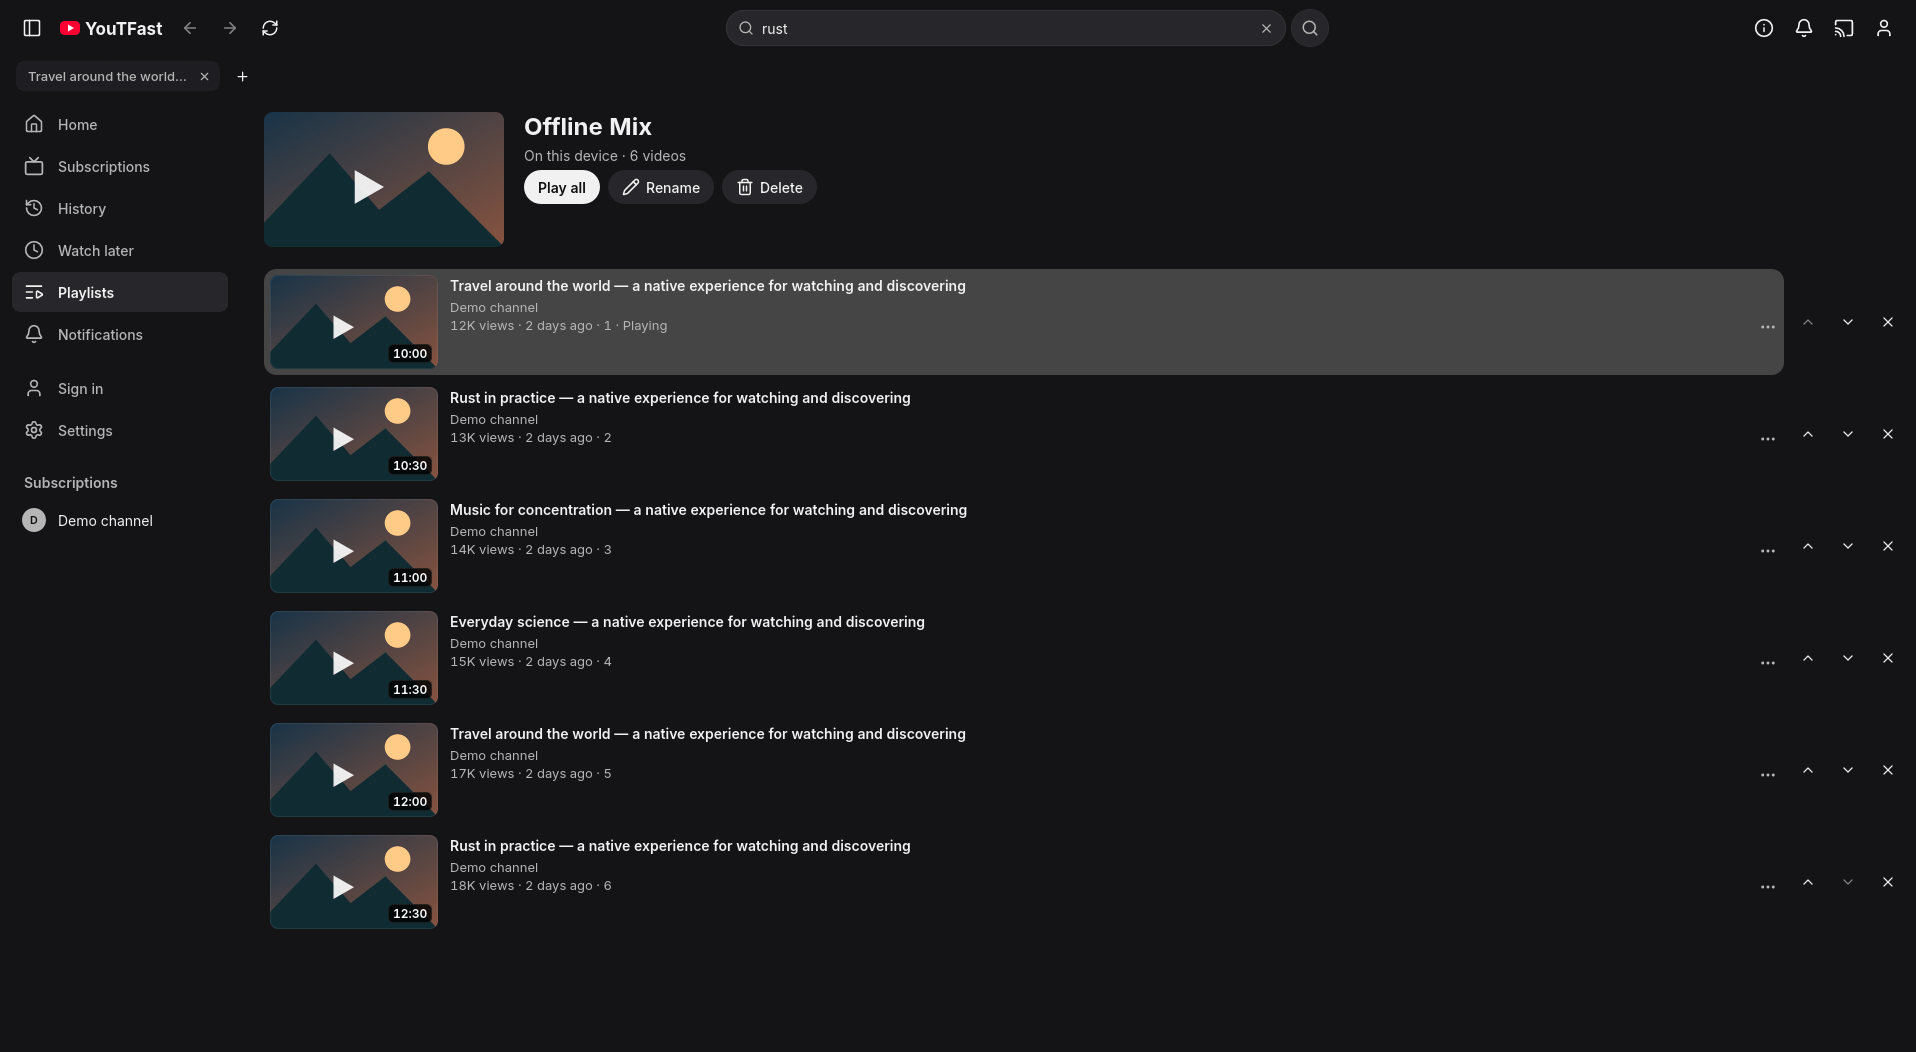 YouTFast
rust
Travel around the world...
Home
Subscriptions
History
Watch later
Playlists
Notifications
Sign in
Settings
Subscriptions
D
Demo channel
Offline Mix
On this device · 6 videos
Play all
Rename
Delete
10:00
Travel around the world — a native experience for watching and discovering
Demo channel
12K views · 2 days ago · 1 · Playing
10:30
Rust in practice — a native experience for watching and discovering
Demo channel
13K views · 2 days ago · 2
11:00
Music for concentration — a native experience for watching and discovering
Demo channel
14K views · 2 days ago · 3
11:30
Everyday science — a native experience for watching and discovering
Demo channel
15K views · 2 days ago · 4
12:00
Travel around the world — a native experience for watching and discovering
Demo channel
17K views · 2 days ago · 5
12:30
Rust in practice — a native experience for watching and discovering
Demo channel
18K views · 2 days ago · 6